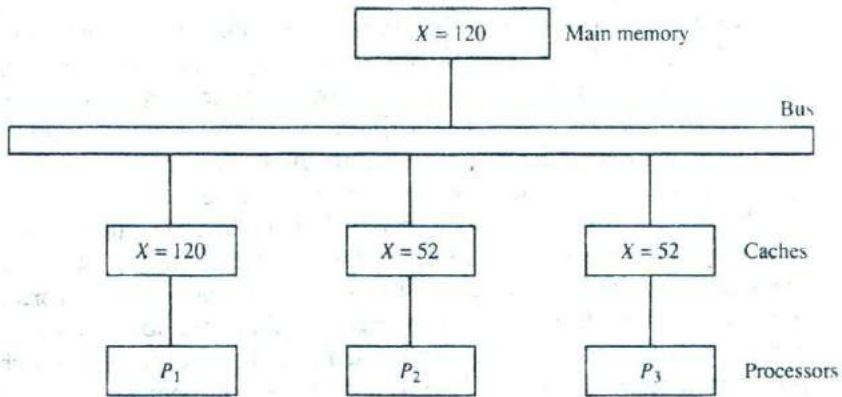 X = 120 Main memory
Bus
X = 120 X = 52 X = 52 Caches
P1 P2 P3 Processors